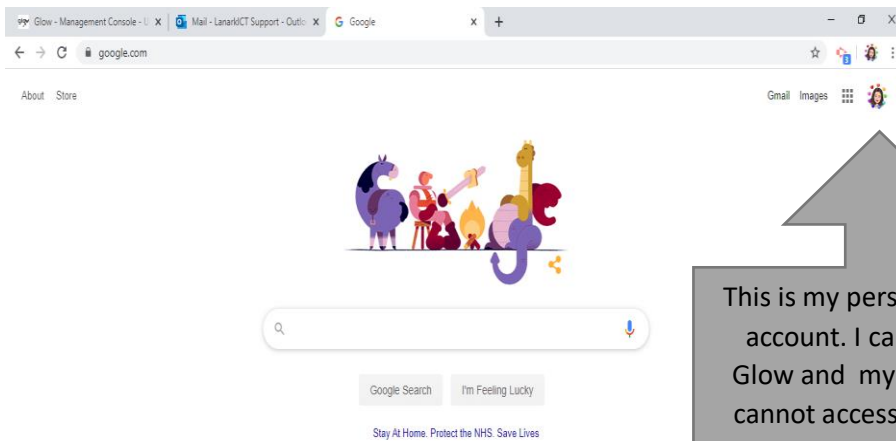 Glow - Management Console - U
Mail - LanarkICT Support - Outlo
Google
google.com
3
About Store
Gmail Images
Google Search I'm Feeling Lucky
Stay At Home. Protect the NHS. Save Lives
This is my pers
account. I ca
Glow and my
cannot access